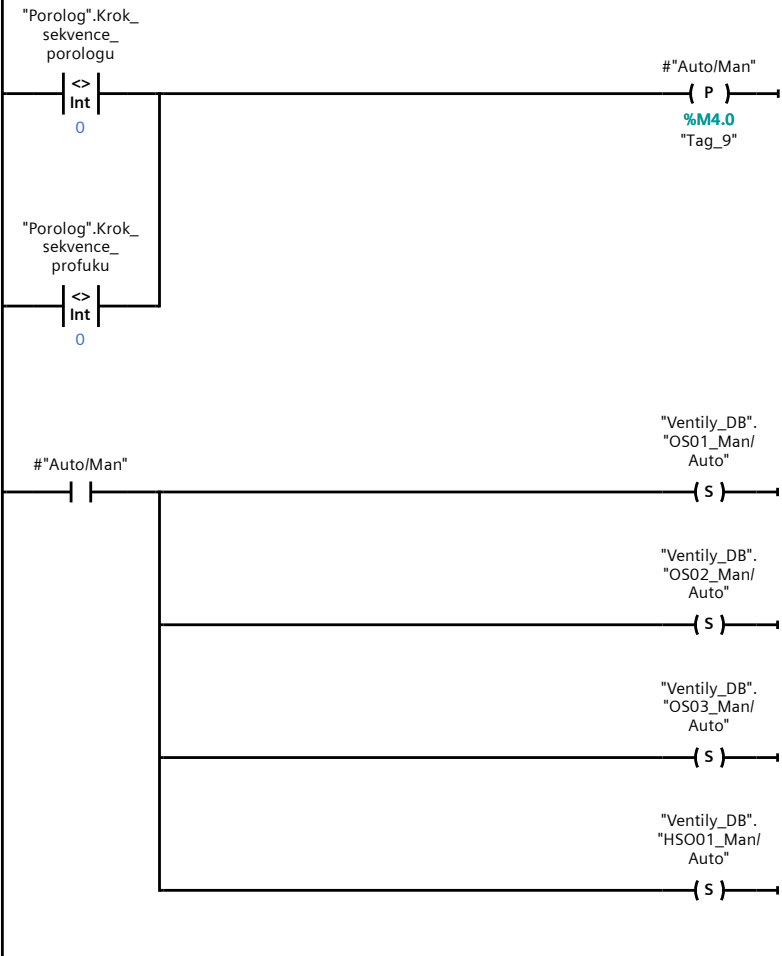 "Porolog".Krok_
sekvence_
porologu
<>
Int
0
#"Auto/Man"
P
%M4.0
"Tag_9"
"Porolog".Krok_
sekvence_
profuku
<>
Int
0
#"Auto/Man"
"Ventily_DB".
"OS01_Man/
Auto"
S
"Ventily_DB".
"OS02_Man/
Auto"
S
"Ventily_DB".
"OS03_Man/
Auto"
S
"Ventily_DB".
"HSO01_Man/
Auto"
S